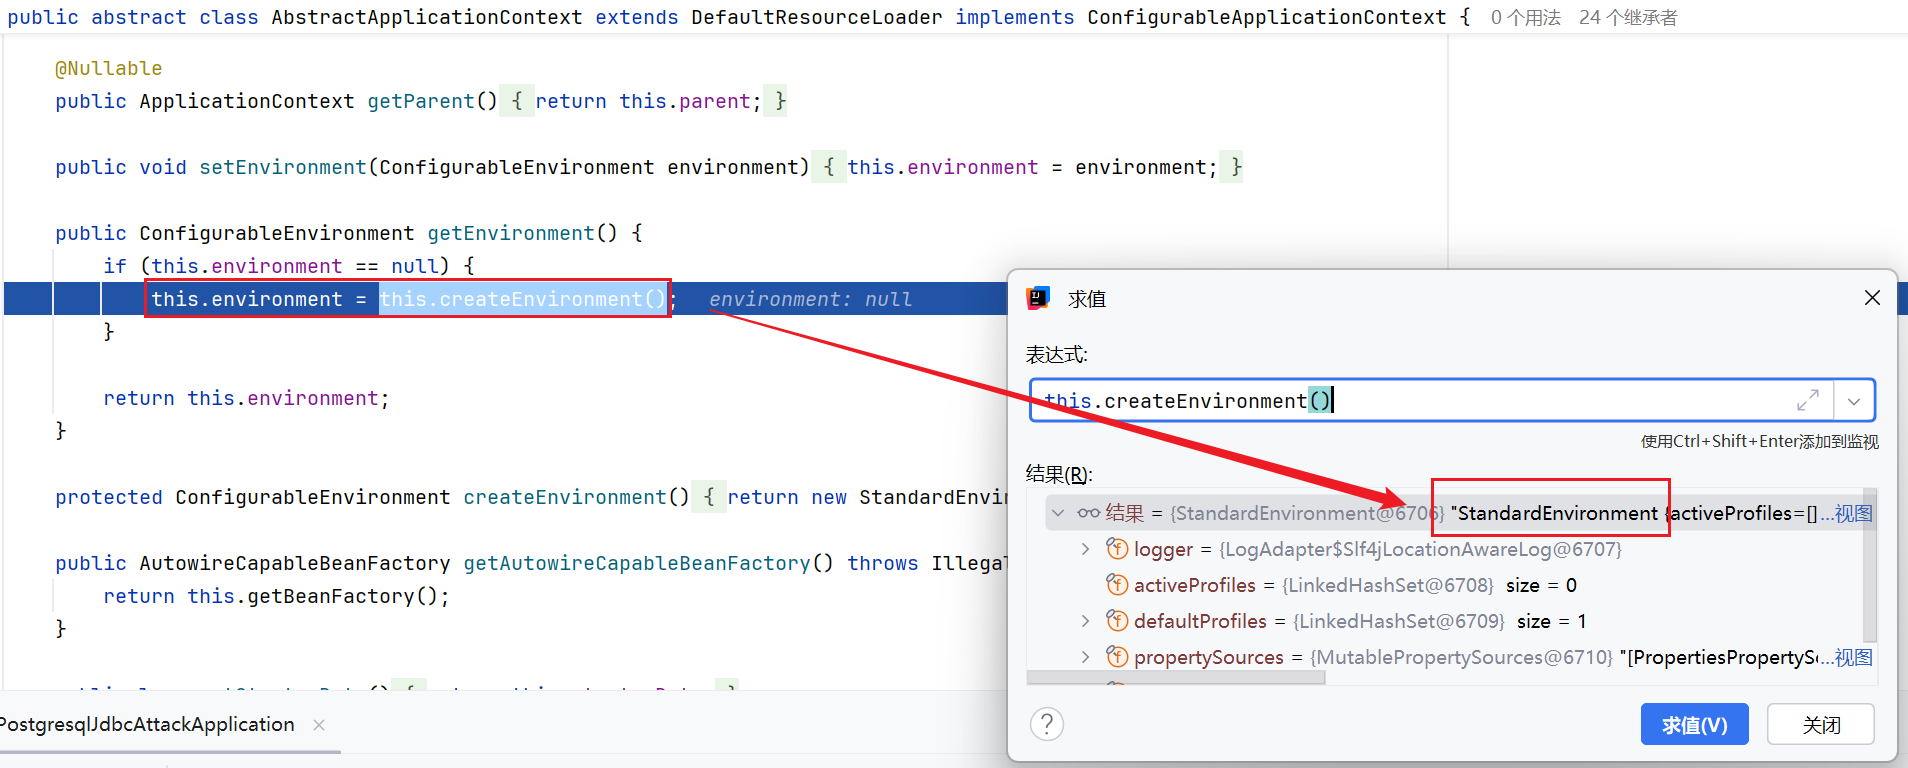 public abstract class AbstractApplicationContext extends DefaultResourceLoader implements ConfigurableApplicationContext { 0 个用法 24 个继承者
@Nullable
public ApplicationContext getParent() { return this.parent; }
public void setEnvironment(ConfigurableEnvironment environment) { this.environment = environment; }
public ConfigurableEnvironment getEnvironment() {
if (this.environment == null) {
this.environment = this.createEnvironment(); environment: null
}
return this.environment;
}
protected ConfigurableEnvironment createEnvironment() { return new StandardEnvir
public AutowireCapableBeanFactory getAutowireCapableBeanFactory() throws Illegal
return this.getBeanFactory();
}
PostgresqlJdbcAttackApplication
求值
表达式:
this.createEnvironment()
使用Ctrl+Shift+Enter添加到监视
结果(R):
结果 = {StandardEnvironment@6706} "StandardEnvironment {activeProfiles=[] ...视图
logger = {LogAdapter$Slf4jLocationAwareLog@6707}
activeProfiles = {LinkedHashSet@6708} size = 0
defaultProfiles = {LinkedHashSet@6709} size = 1
propertySources = {MutablePropertySources@6710} "[PropertiesPropertySo...视图
?
求值(V)
关闭